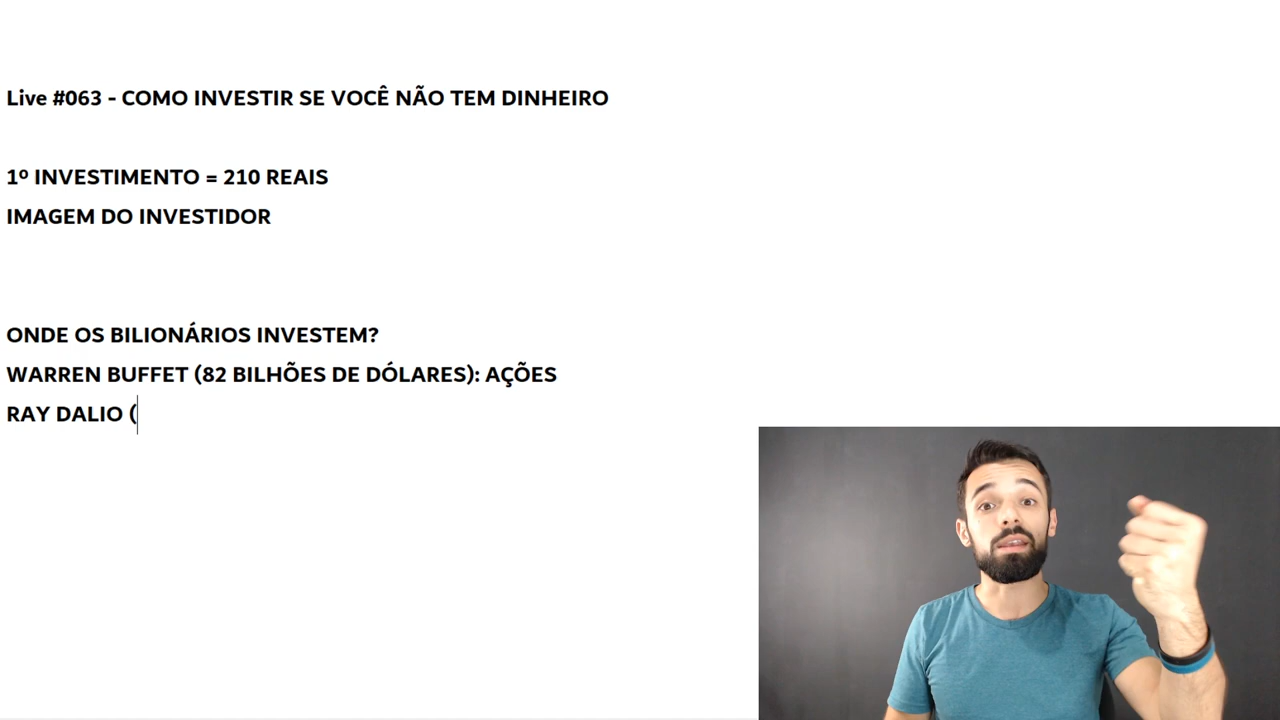 Live #063 - COMO INVESTIR SE VOCÊ NÃO TEM DINHEIRO
1º INVESTIMENTO = 210 REAIS
IMAGEM DO INVESTIDOR
ONDE OS BILIONÁRIOS INVESTEM?
WARREN BUFFET (82 BILHÕES DE DÓLARES): AÇÕES
RAY DALIO (